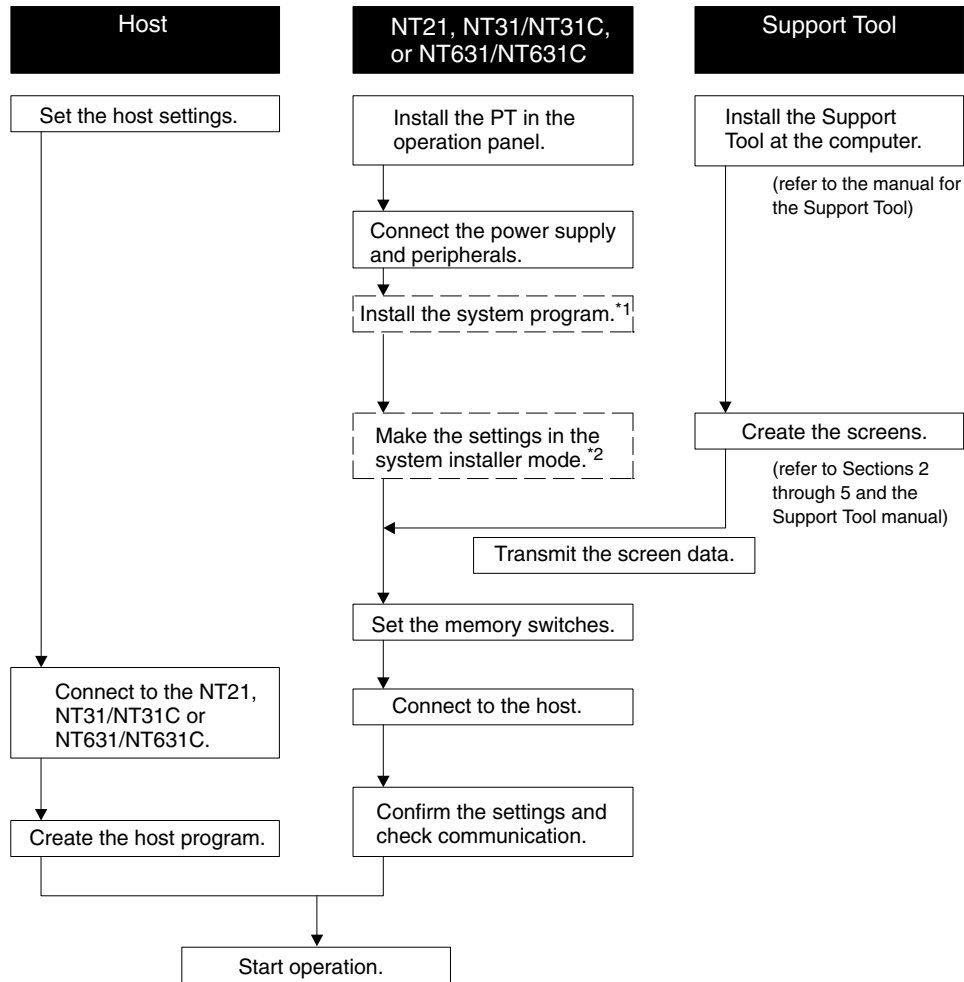 Host
NT21, NT31/NT31C,
or NT631/NT631C
Support Tool
Set the host settings.
Install the PT in the
operation panel.
Install the Support
Tool at the computer.
(refer to the manual for
the Support Tool)
Connect the power supply
and peripherals.
Install the system program.*1
Make the settings in the
system installer mode.*2
Create the screens.
(refer to Sections 2
through 5 and the
Support Tool manual)
Transmit the screen data.
Set the memory switches.
Connect to the NT21,
NT31/NT31C or
NT631/NT631C.
Connect to the host.
Create the host program.
Confirm the settings and
check communication.
Start operation.